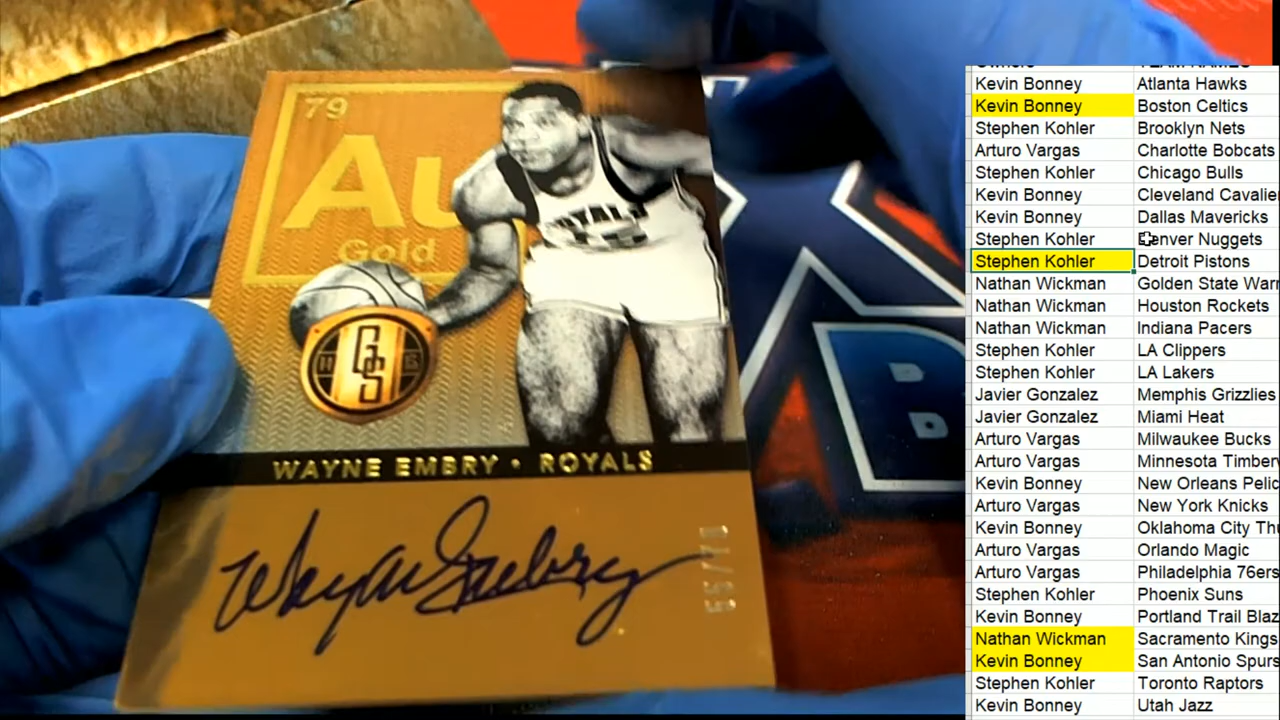 79
Au
Gold
ROYALS
GS
WAYNE EMBRY • ROYALS
Wayne Embry
Kevin Bonney Atlanta Hawks
Kevin Bonney Boston Celtics
Stephen Kohler Brooklyn Nets
Arturo Vargas Charlotte Bobcats
Stephen Kohler Chicago Bulls
Kevin Bonney Cleveland Cavalie
Kevin Bonney Dallas Mavericks
Stephen Kohler Denver Nuggets
Stephen Kohler Detroit Pistons
Nathan Wickman Golden State Warr
Nathan Wickman Houston Rockets
Nathan Wickman Indiana Pacers
Stephen Kohler LA Clippers
Stephen Kohler LA Lakers
Javier Gonzalez Memphis Grizzlies
Javier Gonzalez Miami Heat
Arturo Vargas Milwaukee Bucks
Arturo Vargas Minnesota Timberv
Kevin Bonney New Orleans Pelic
Arturo Vargas New York Knicks
Kevin Bonney Oklahoma City Th
Arturo Vargas Orlando Magic
Arturo Vargas Philadelphia 76ers
Stephen Kohler Phoenix Suns
Kevin Bonney Portland Trail Blaz
Nathan Wickman Sacramento Kings
Kevin Bonney San Antonio Spurs
Stephen Kohler Toronto Raptors
Kevin Bonney Utah Jazz